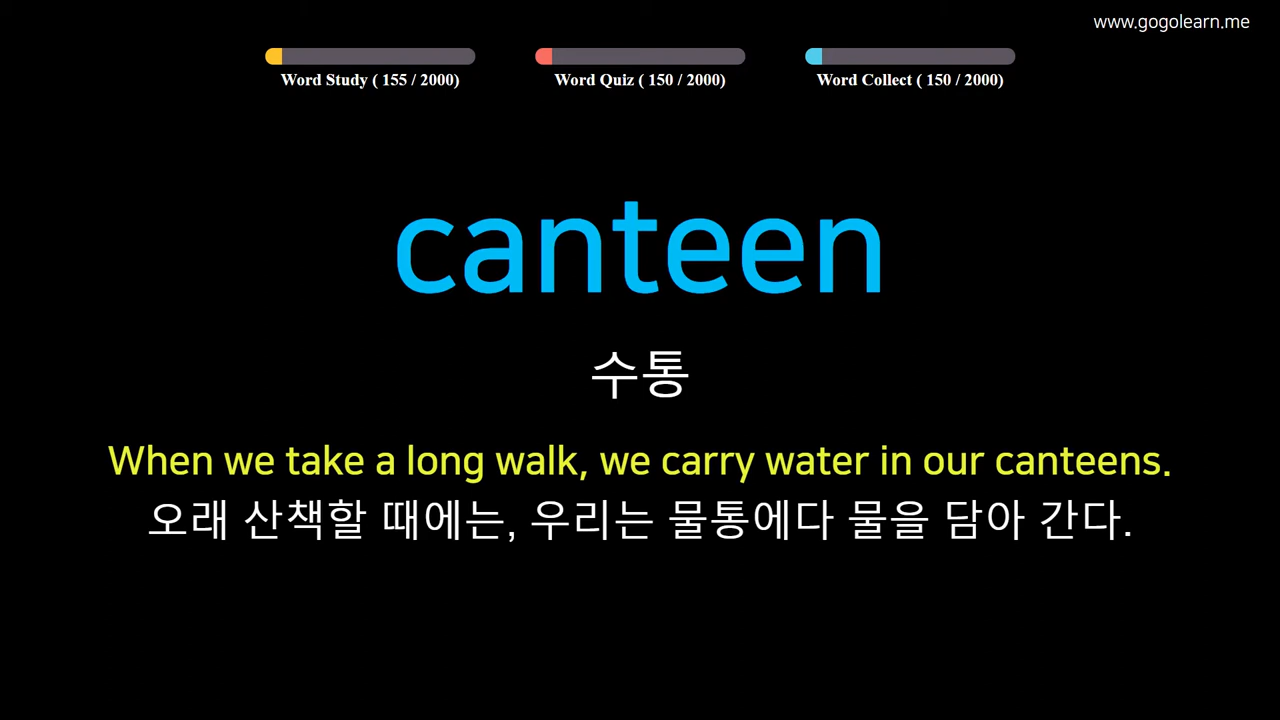 www.gogolearn.me
Word Study ( 155 / 2000)
Word Quiz ( 150 / 2000)
Word Collect ( 150 / 2000)
canteen
수통
When we take a long walk, we carry water in our canteens.
오래 산책할 때에는, 우리는 물통에다 물을 담아 간다.